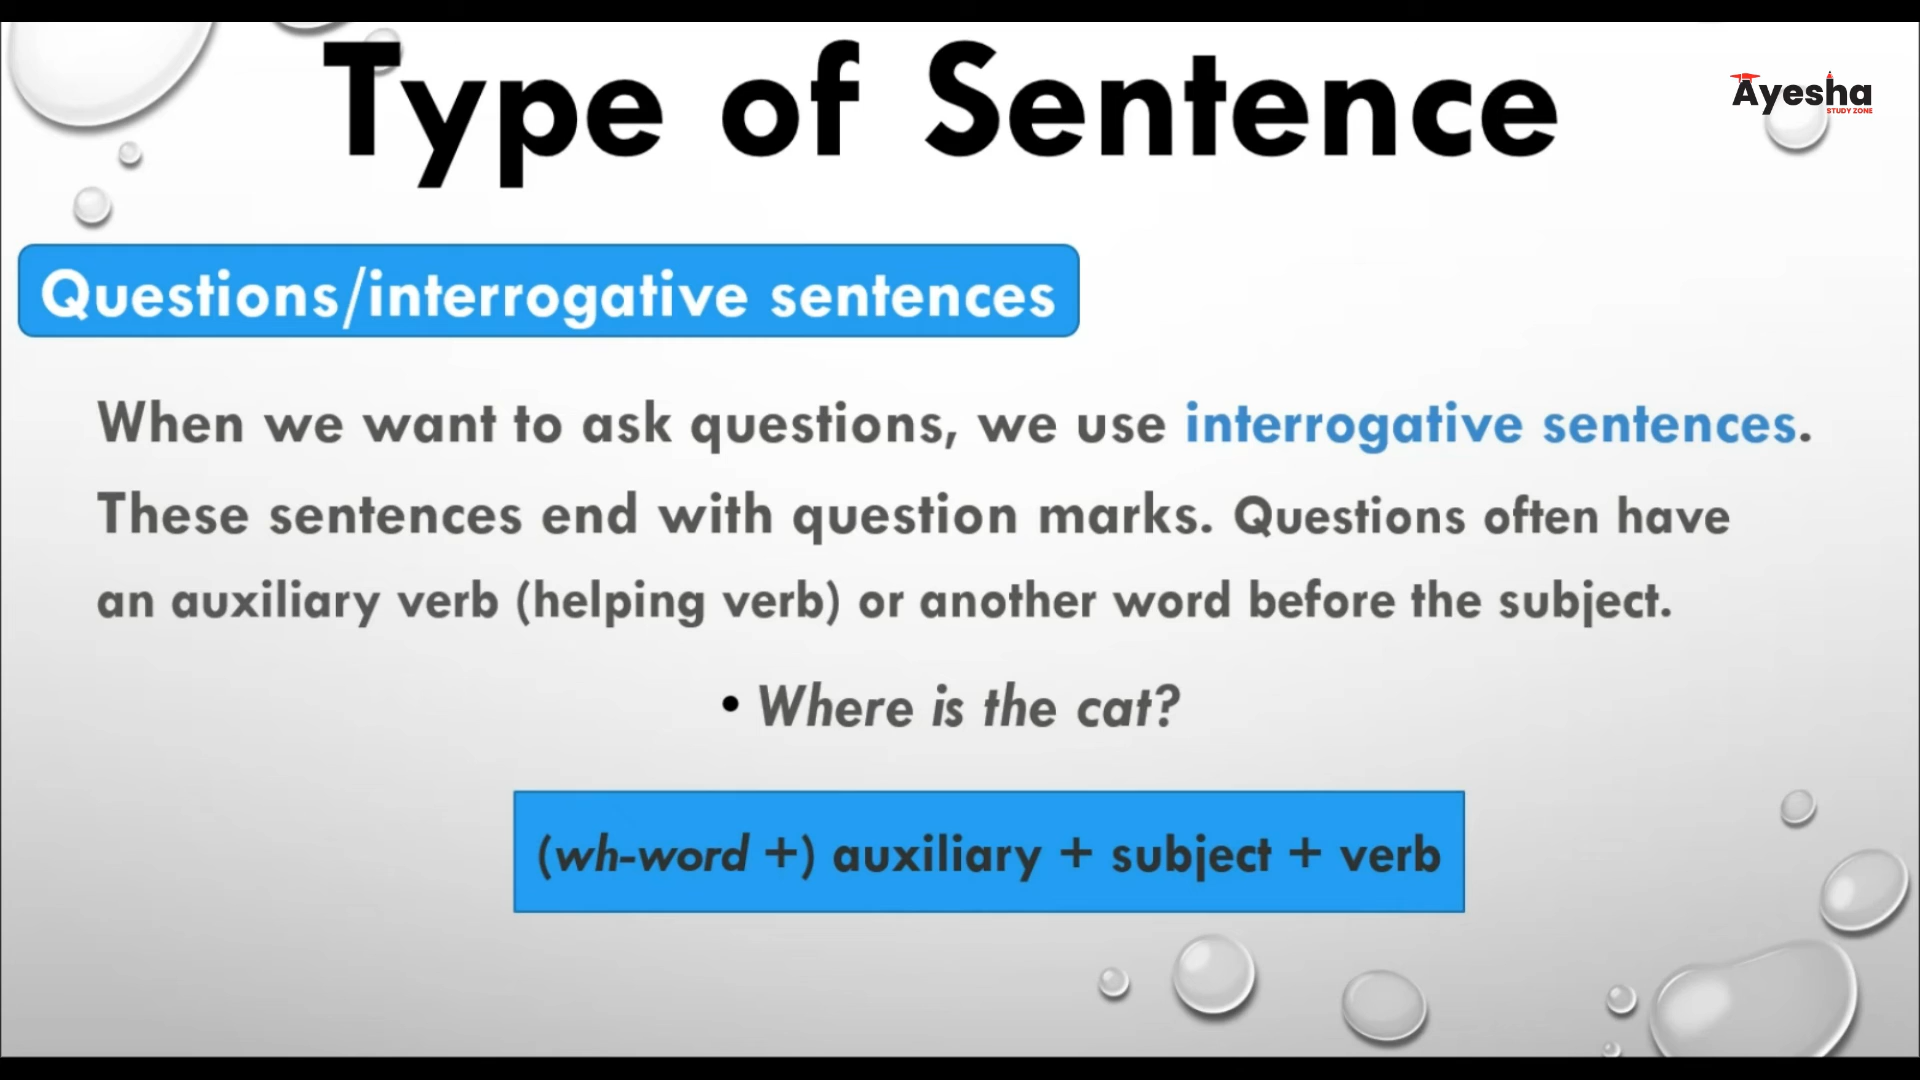 Type of Sentence
Ayesha
STUDY ZONE
Questions/interrogative sentences
When we want to ask questions, we use interrogative sentences.
These sentences end with question marks. Questions often have
an auxiliary verb (helping verb) or another word before the subject.
• Where is the cat?
(wh-word +) auxiliary + subject + verb